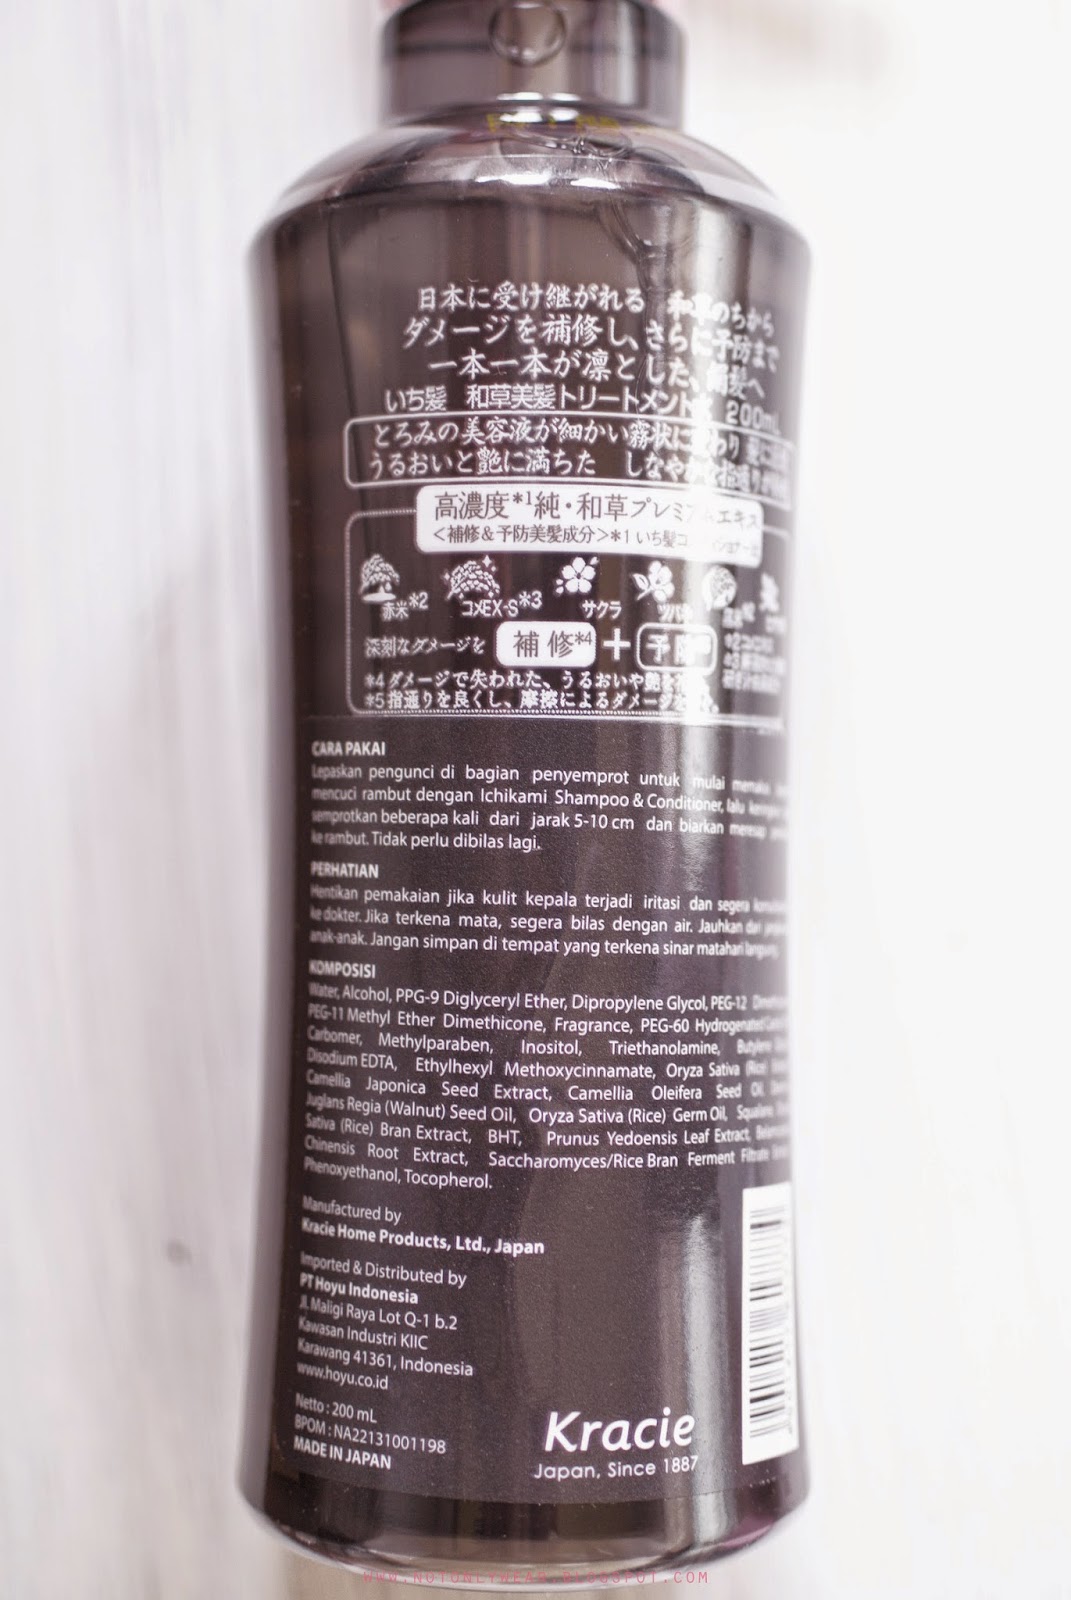 日本に受け継がれる 和草のちから
ダメージを補修し、さらに予防まで
一本一本が凛とした、絹髪へ
いち髪 和草美髪トリートメント 200mL
とろみの美容液が細かい霧状に
うるおいと艶に満ちた しなやかな
高濃度*1純・和草プレミアムエキス
<補修&予防美髪成分>*1 いち髪コンディショナー比
赤米*2 コメEX-S*3 サクラ ツバキ
深刻なダメージを 補修*4 + 予防
*4 ダメージで失われた、うるおいや艶を
*5 指通りを良くし、摩擦によるダメージを
CARA PAKAI
Lepaskan pengunci di bagian penyemprot untuk mulai memakai
mencuci rambut dengan Ichikami Shampoo & Conditioner, lalu
semprotkan beberapa kali dari jarak 5-10 cm dan biarkan meresap
ke rambut. Tidak perlu dibilas lagi.
PERHATIAN
Hentikan pemakaian jika kulit kepala terjadi iritasi dan segera
ke dokter. Jika terkena mata, segera bilas dengan air. Jauhkan dari
anak-anak. Jangan simpan di tempat yang terkena sinar matahari langsung.
KOMPOSISI
Water, Alcohol, PPG-9 Diglyceryl Ether, Dipropylene Glycol, PEG-12
PEG-11 Methyl Ether Dimethicone, Fragrance, PEG-60 Hydrogenated
Carbomer, Methylparaben, Inositol, Triethanolamine, Butylene
Disodium EDTA, Ethylhexyl Methoxycinnamate, Oryza Sativa (Rice)
Camellia Japonica Seed Extract, Camellia Oleifera Seed Oil,
Juglans Regia (Walnut) Seed Oil, Oryza Sativa (Rice) Germ Oil, Squalane,
Sativa (Rice) Bran Extract, BHT, Prunus Yedoensis Leaf Extract,
Chinensis Root Extract, Saccharomyces/Rice Bran Ferment Filtrate
Phenoxyethanol, Tocopherol.
Manufactured by
Kracie Home Products, Ltd., Japan
Imported & Distributed by
PT Hoyu Indonesia
Jl. Maligi Raya Lot Q-1 b.2
Kawasan Industri KIIC
Karawang 41361, Indonesia
www.hoyu.co.id
Netto : 200 mL
BPOM : NA22131001198
MADE IN JAPAN
Kracie
Japan, Since 1887
WWW.NOTONLYWEAR.BLOGSPOT.COM